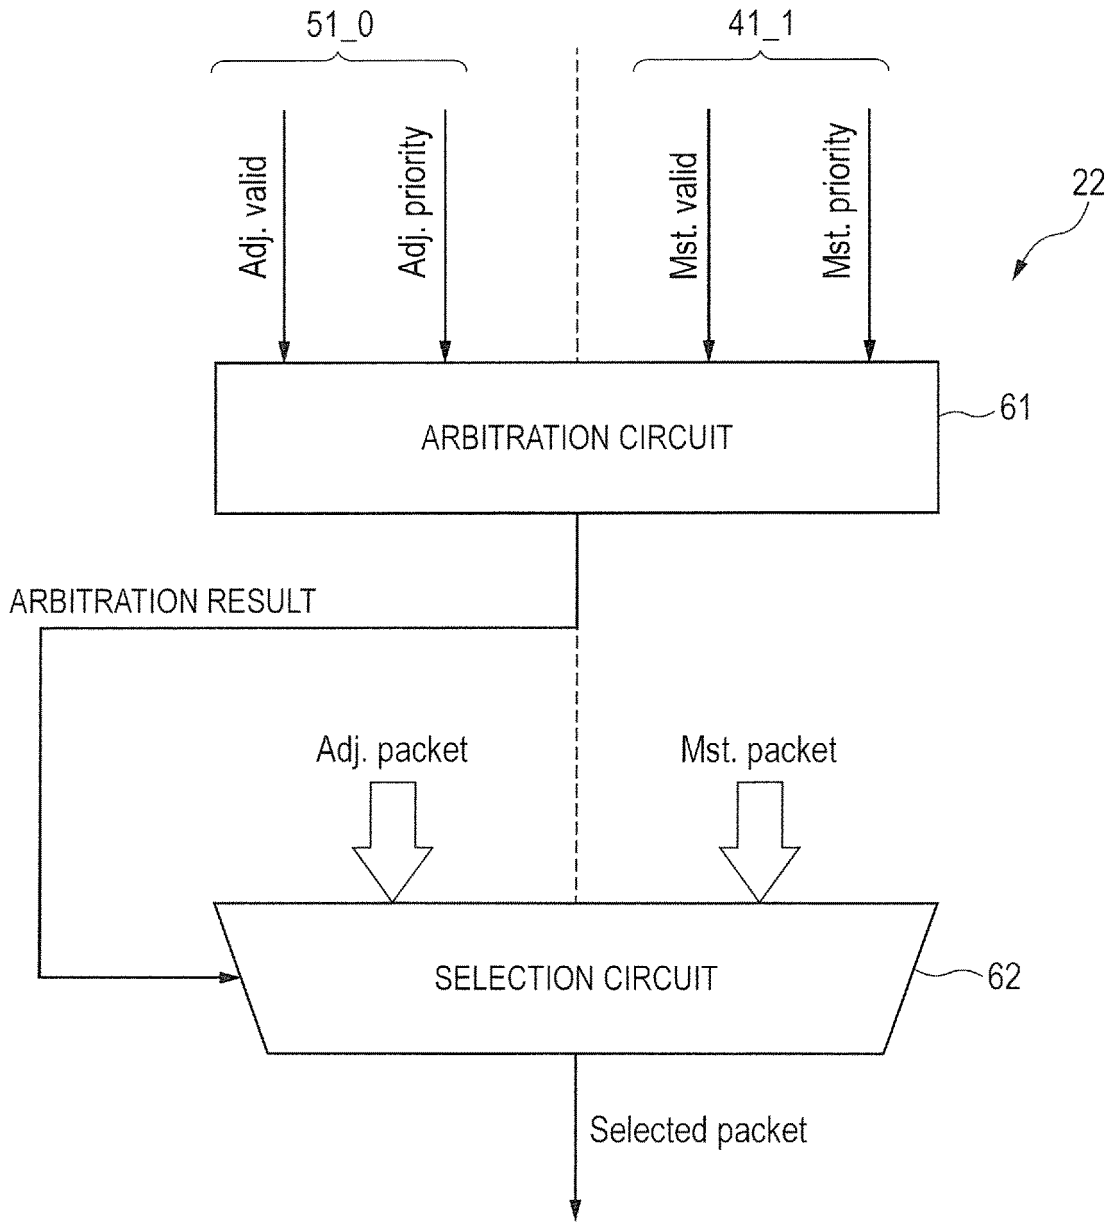 51_0
41_1
Adj. valid
Adj. priority
Mst. valid
Mst. priority
22
61
ARBITRATION CIRCUIT
ARBITRATION RESULT
Adj. packet
Mst. packet
SELECTION CIRCUIT
62
Selected packet